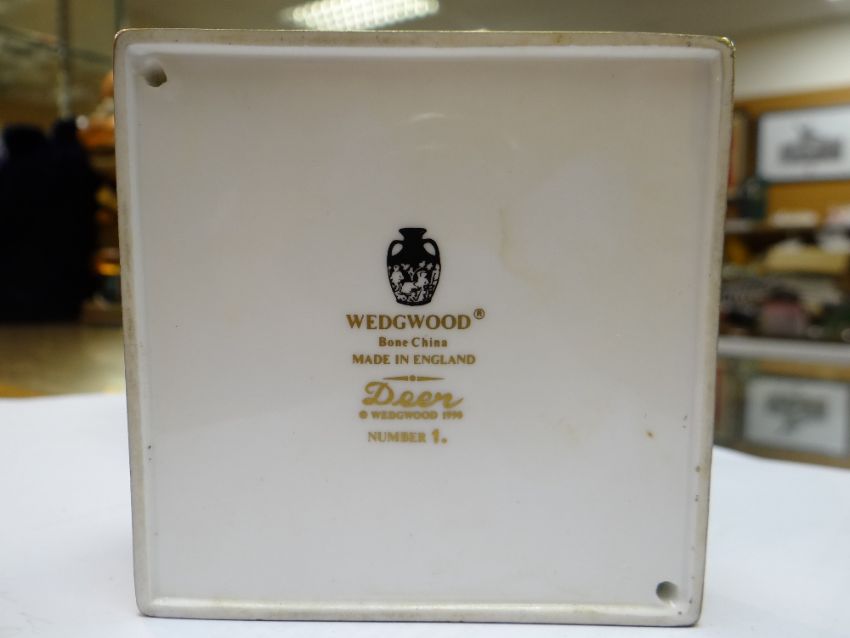 WEDGWOOD®
Bone China
MADE IN ENGLAND
Deer
© WEDGWOOD 1990
NUMBER 1.